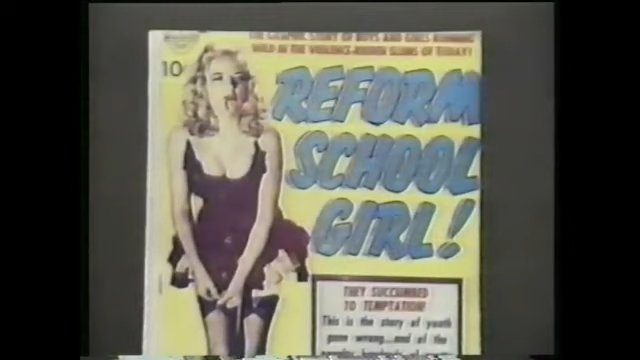 THE GRAPHIC STORY OF BOYS AND GIRLS RUNNING
WILD IN THE VIOLENCE-RIDDEN SLUMS OF TODAY!
10
REFORM
SCHOOL
GIRL!
THEY SUCCUMBED
TO TEMPTATION!
This is the story of youth
gone wrong...and of the